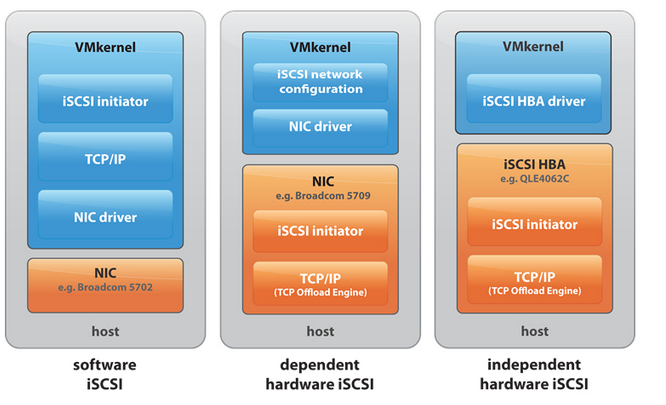 VMkernel
iSCSI initiator
TCP/IP
NIC driver
NIC
e.g. Broadcom 5702
host
software
iSCSI
VMkernel
iSCSI network
configuration
NIC driver
NIC
e.g. Broadcom 5709
iSCSI initiator
TCP/IP
(TCP Offload Engine)
host
dependent
hardware iSCSI
VMkernel
iSCSI HBA driver
iSCSI HBA
e.g. QLE4062C
iSCSI initiator
TCP/IP
(TCP Offload Engine)
host
independent
hardware iSCSI